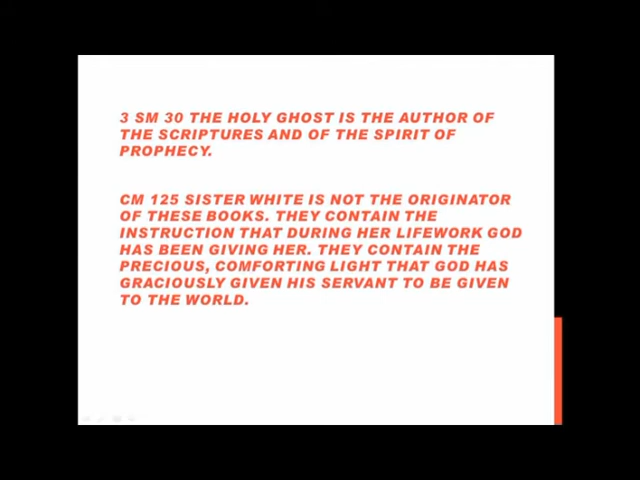 3 SM 30 THE HOLY GHOST IS THE AUTHOR OF
THE SCRIPTURES AND OF THE SPIRIT OF
PROPHECY.
CM 125 SISTER WHITE IS NOT THE ORIGINATOR
OF THESE BOOKS. THEY CONTAIN THE
INSTRUCTION THAT DURING HER LIFEWORK GOD
HAS BEEN GIVING HER. THEY CONTAIN THE
PRECIOUS, COMFORTING LIGHT THAT GOD HAS
GRACIOUSLY GIVEN HIS SERVANT TO BE GIVEN
TO THE WORLD.